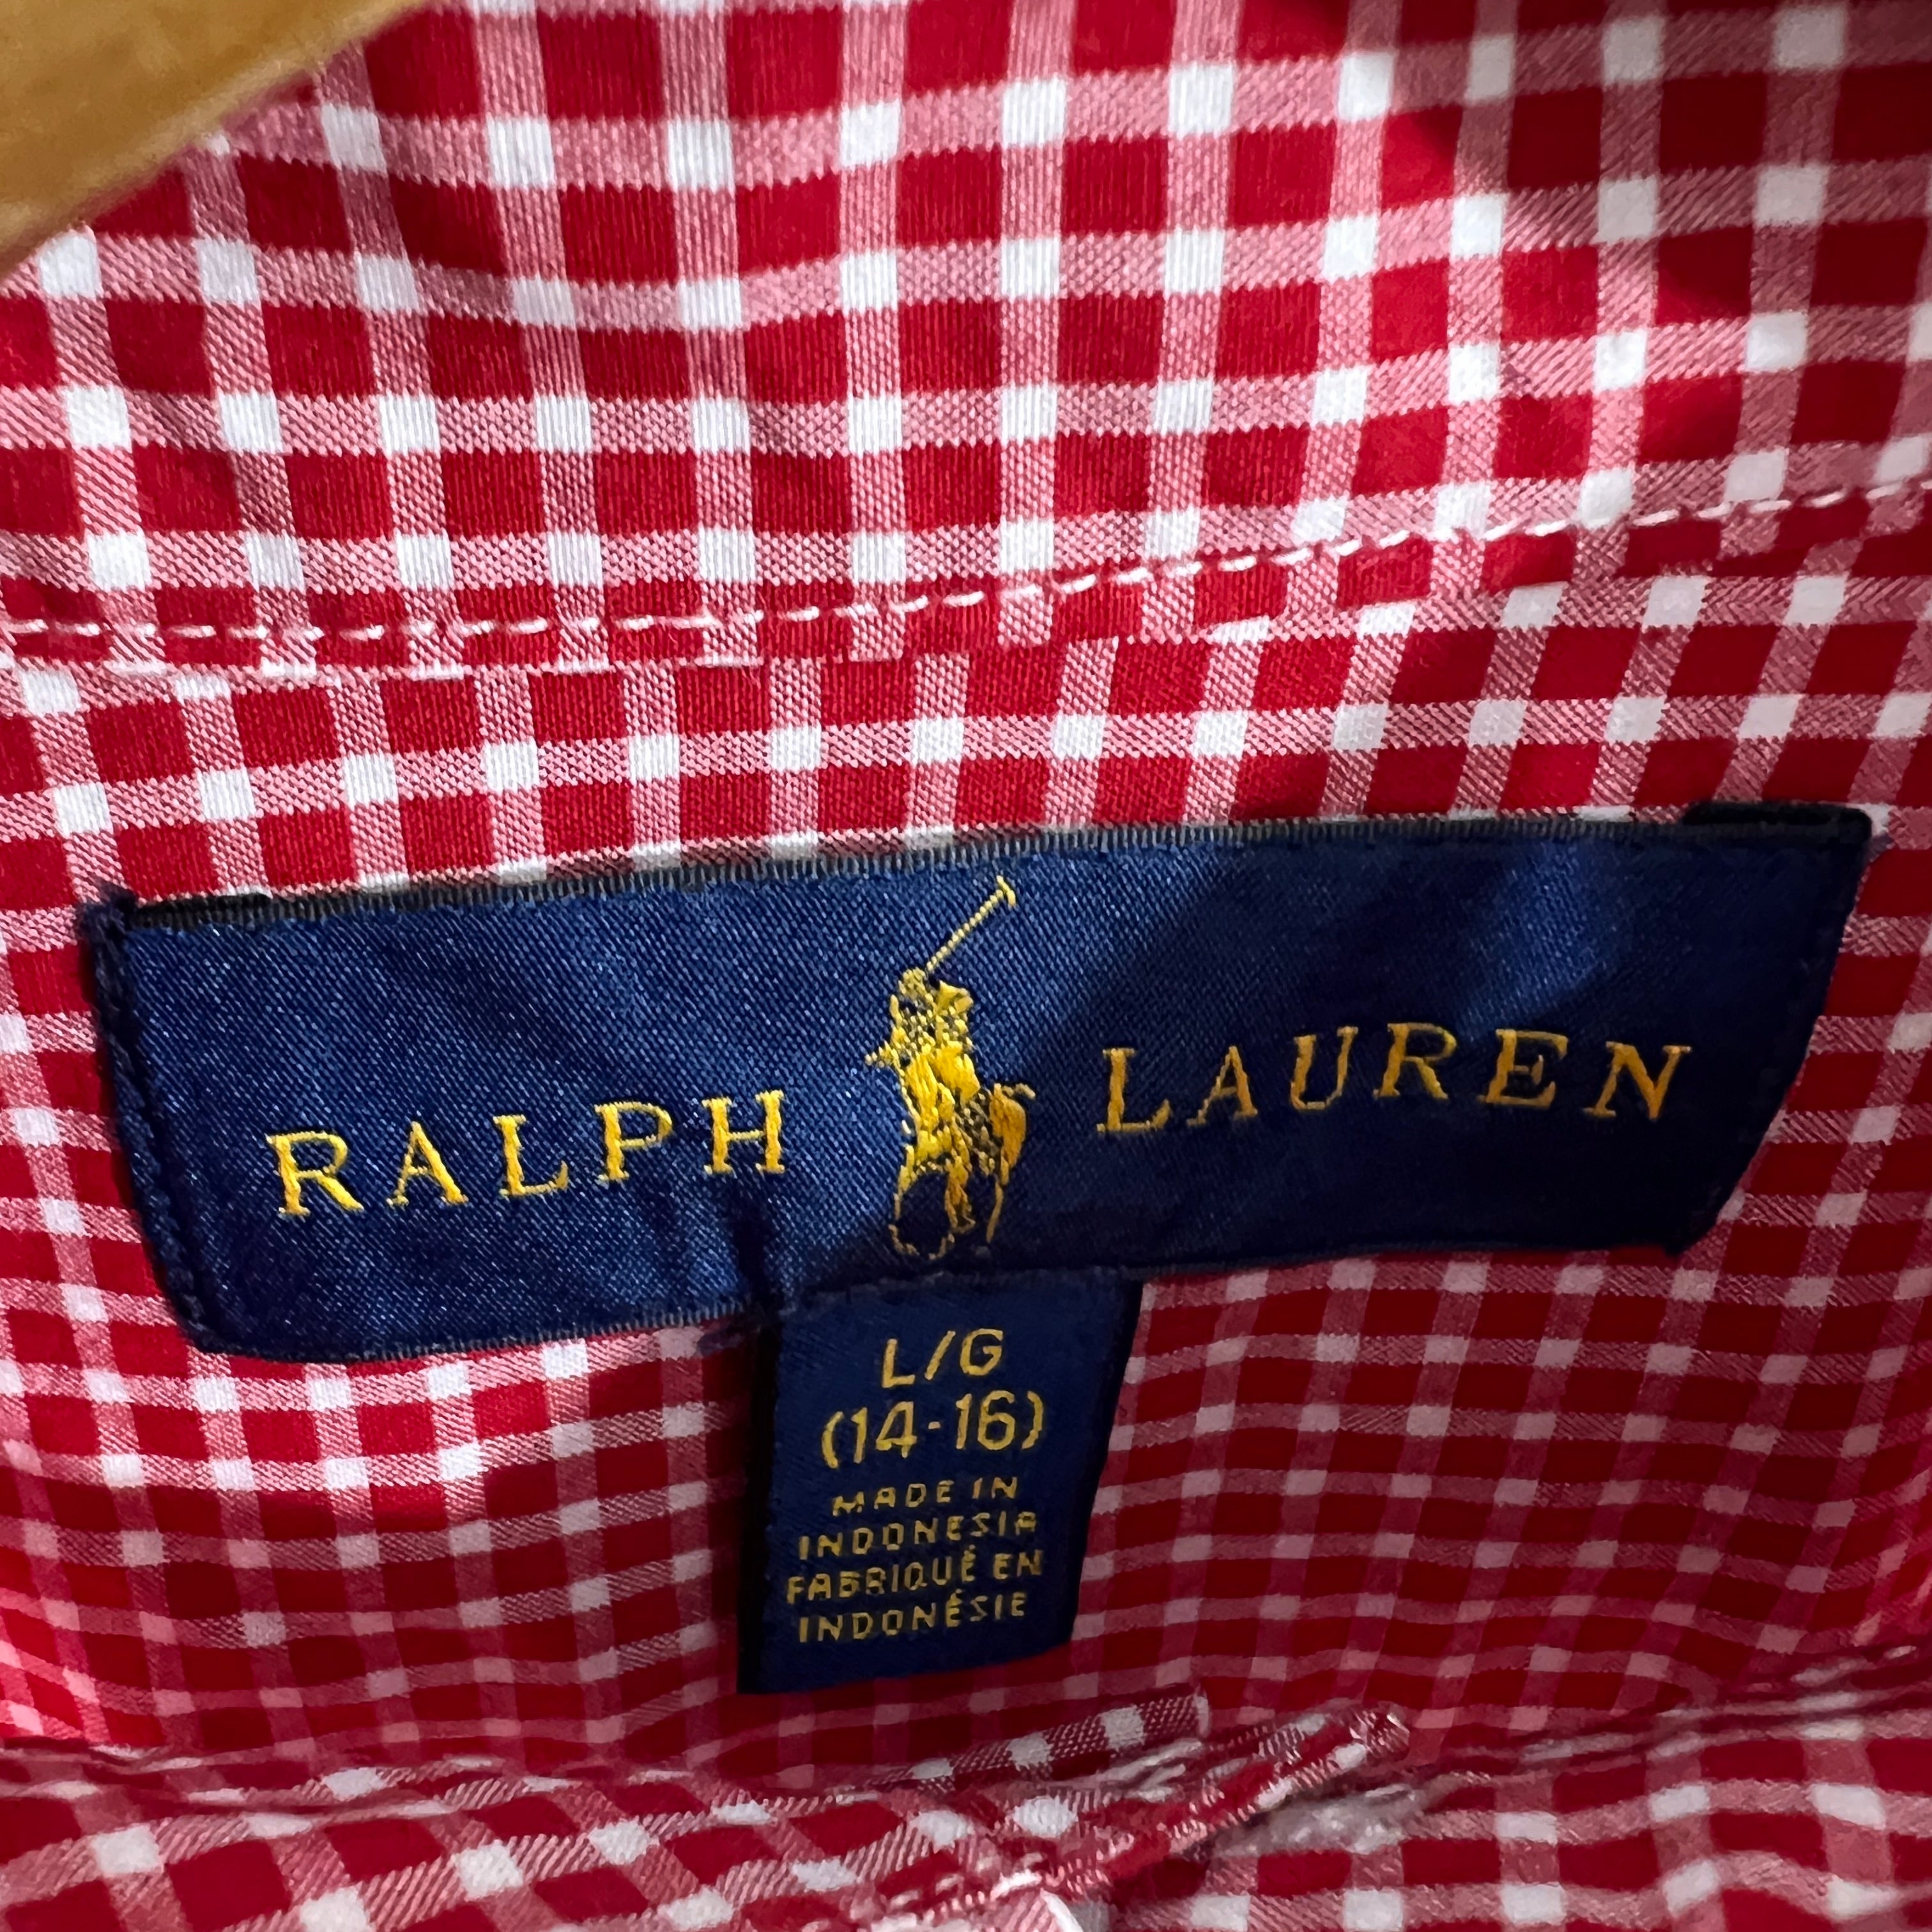 RALPH LAUREN
L/G
(14-16)
MADE IN
INDONESIA
FABRIQUÉ EN
INDONÉSIE